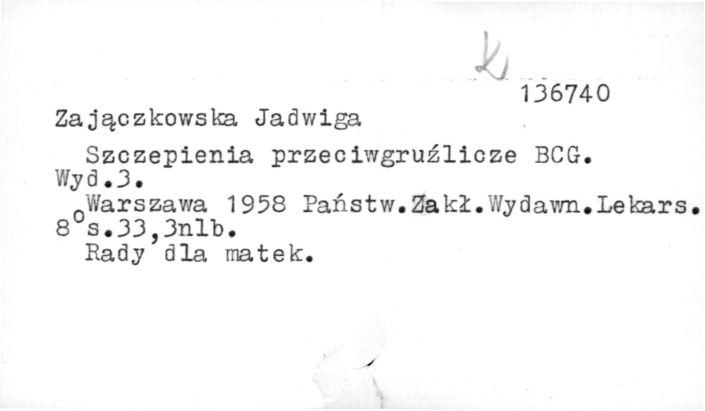 K
136740
Zajączkowska Jadwiga
Szczepienia przeciwgruźlicze BCG.
Wyd.3.
Warszawa 1958 Państw.Zakł.Wydawn.Lekars.
8° s.33,3nlb.
Rady dla matek.